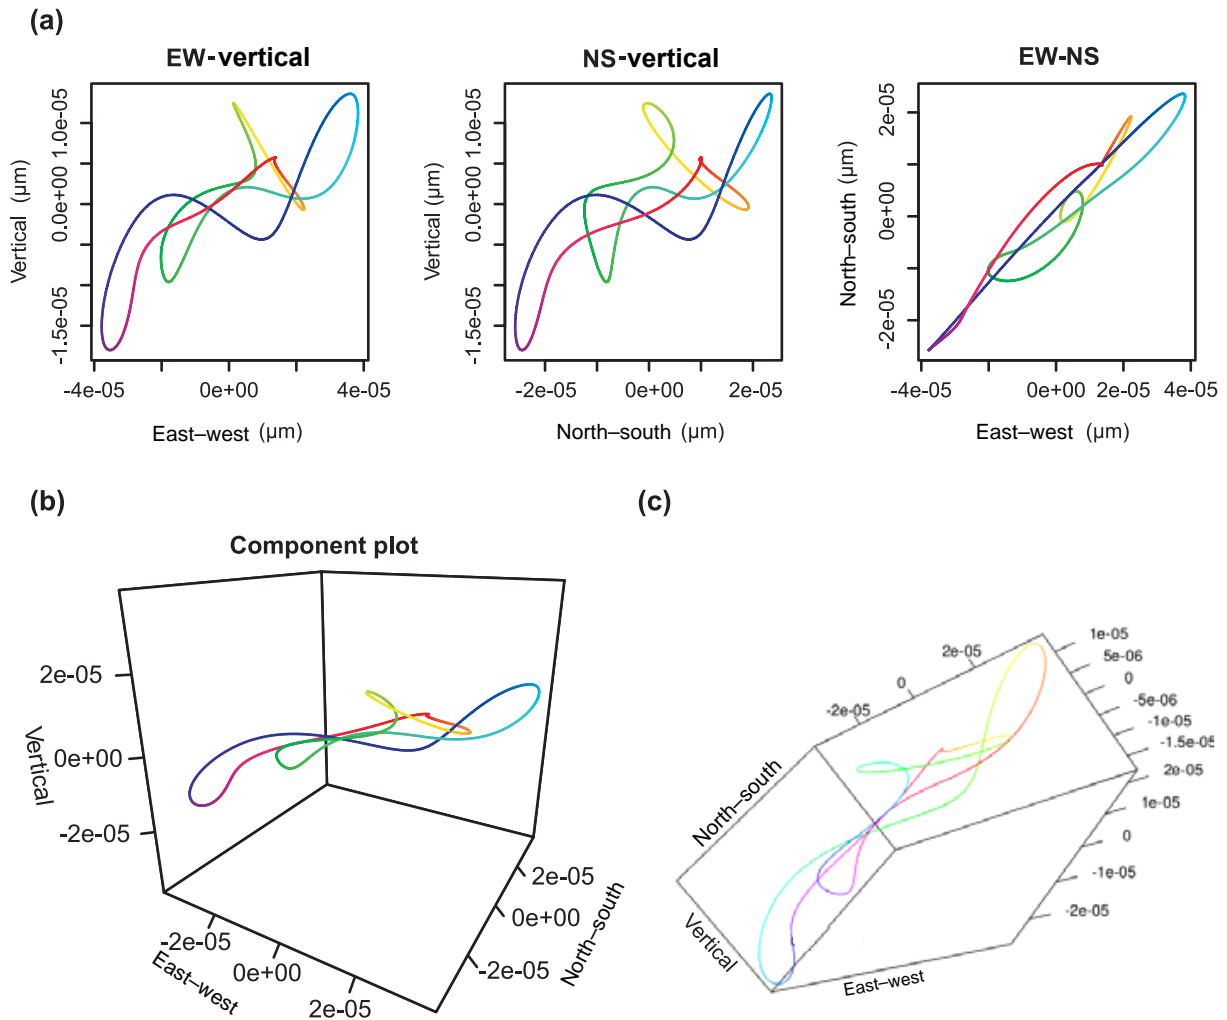 (a)
EW-vertical
NS-vertical
EW-NS
Vertical (μm)
-1.5e-05
0.0e+00
1.0e-05
-4e-05
0e+00
4e-05
East–west (μm)
Vertical (μm)
-1.5e-05
0.0e+00
1.0e-05
-2e-05
0e+00
2e-05
North–south (μm)
North–south (μm)
-2e-05
0e+00
2e-05
-4e-05
0e+00
2e-05
4e-05
East–west (μm)
(b)
Component plot
Vertical
2e-05
0e+00
-2e-05
-2e-05
0e+00
2e-05
East–west
2e-05
0e+00
-2e-05
North–south
(c)
-2e-05
0
2e-05
1e-05
5e-06
0
-5e-06
-1e-05
-1.5e-05
2e-05
1e-05
0
-1e-05
-2e-05
North–south
Vertical
East–west